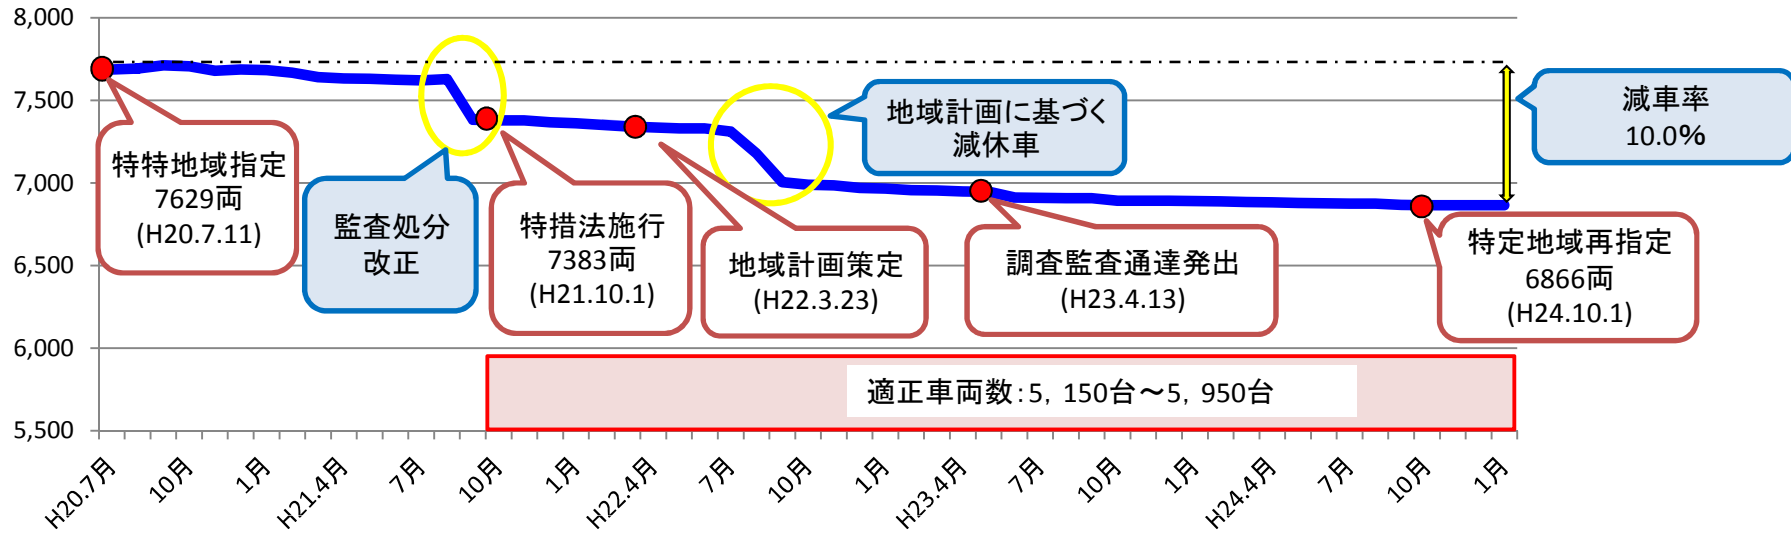 8,000
7,500
7,000
6,500
6,000
5,500
特特地域指定
7629両
(H20.7.11)
監査処分
改正
特措法施行
7383両
(H21.10.1)
地域計画策定
(H22.3.23)
地域計画に基づく
減休車
調査監査通達発出
(H23.4.13)
減車率
10.0%
特定地域再指定
6866両
(H24.10.1)
適正車両数:5,150台～5,950台
H20.7月
10月
1月
H21.4月
7月
10月
1月
H22.4月
7月
10月
1月
H23.4月
7月
10月
1月
H24.4月
7月
10月
1月